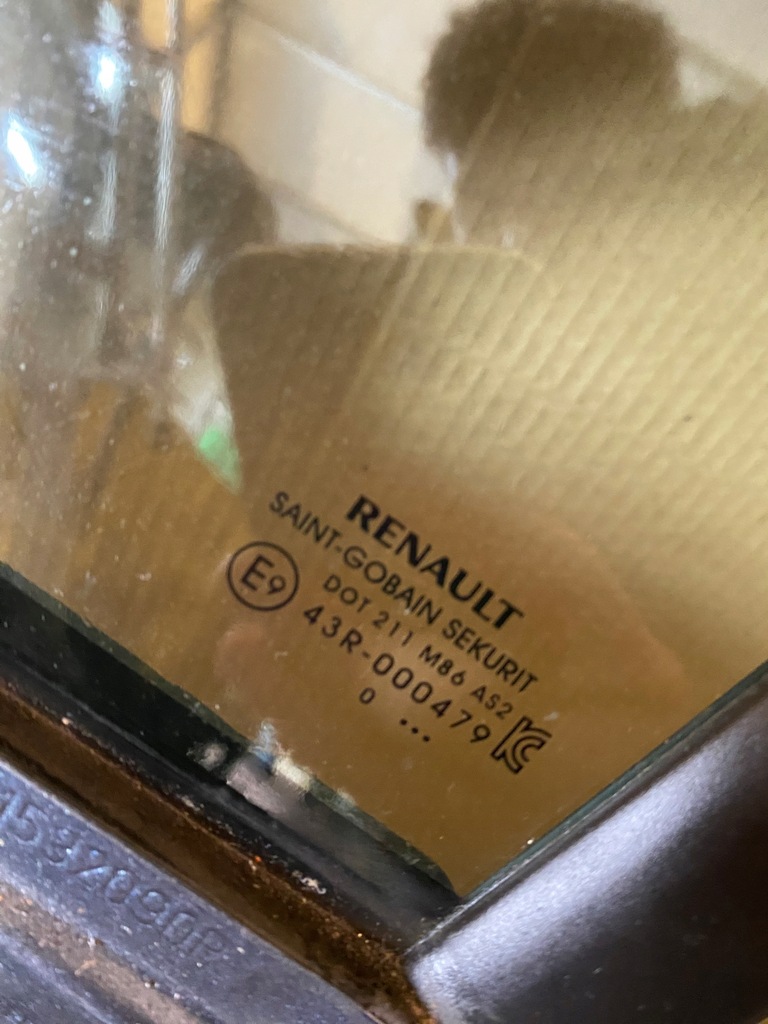 RENAULT
SAINT-GOBAIN SEKURIT
E9
DOT 211 M86 AS2
43R-000479
0 ...